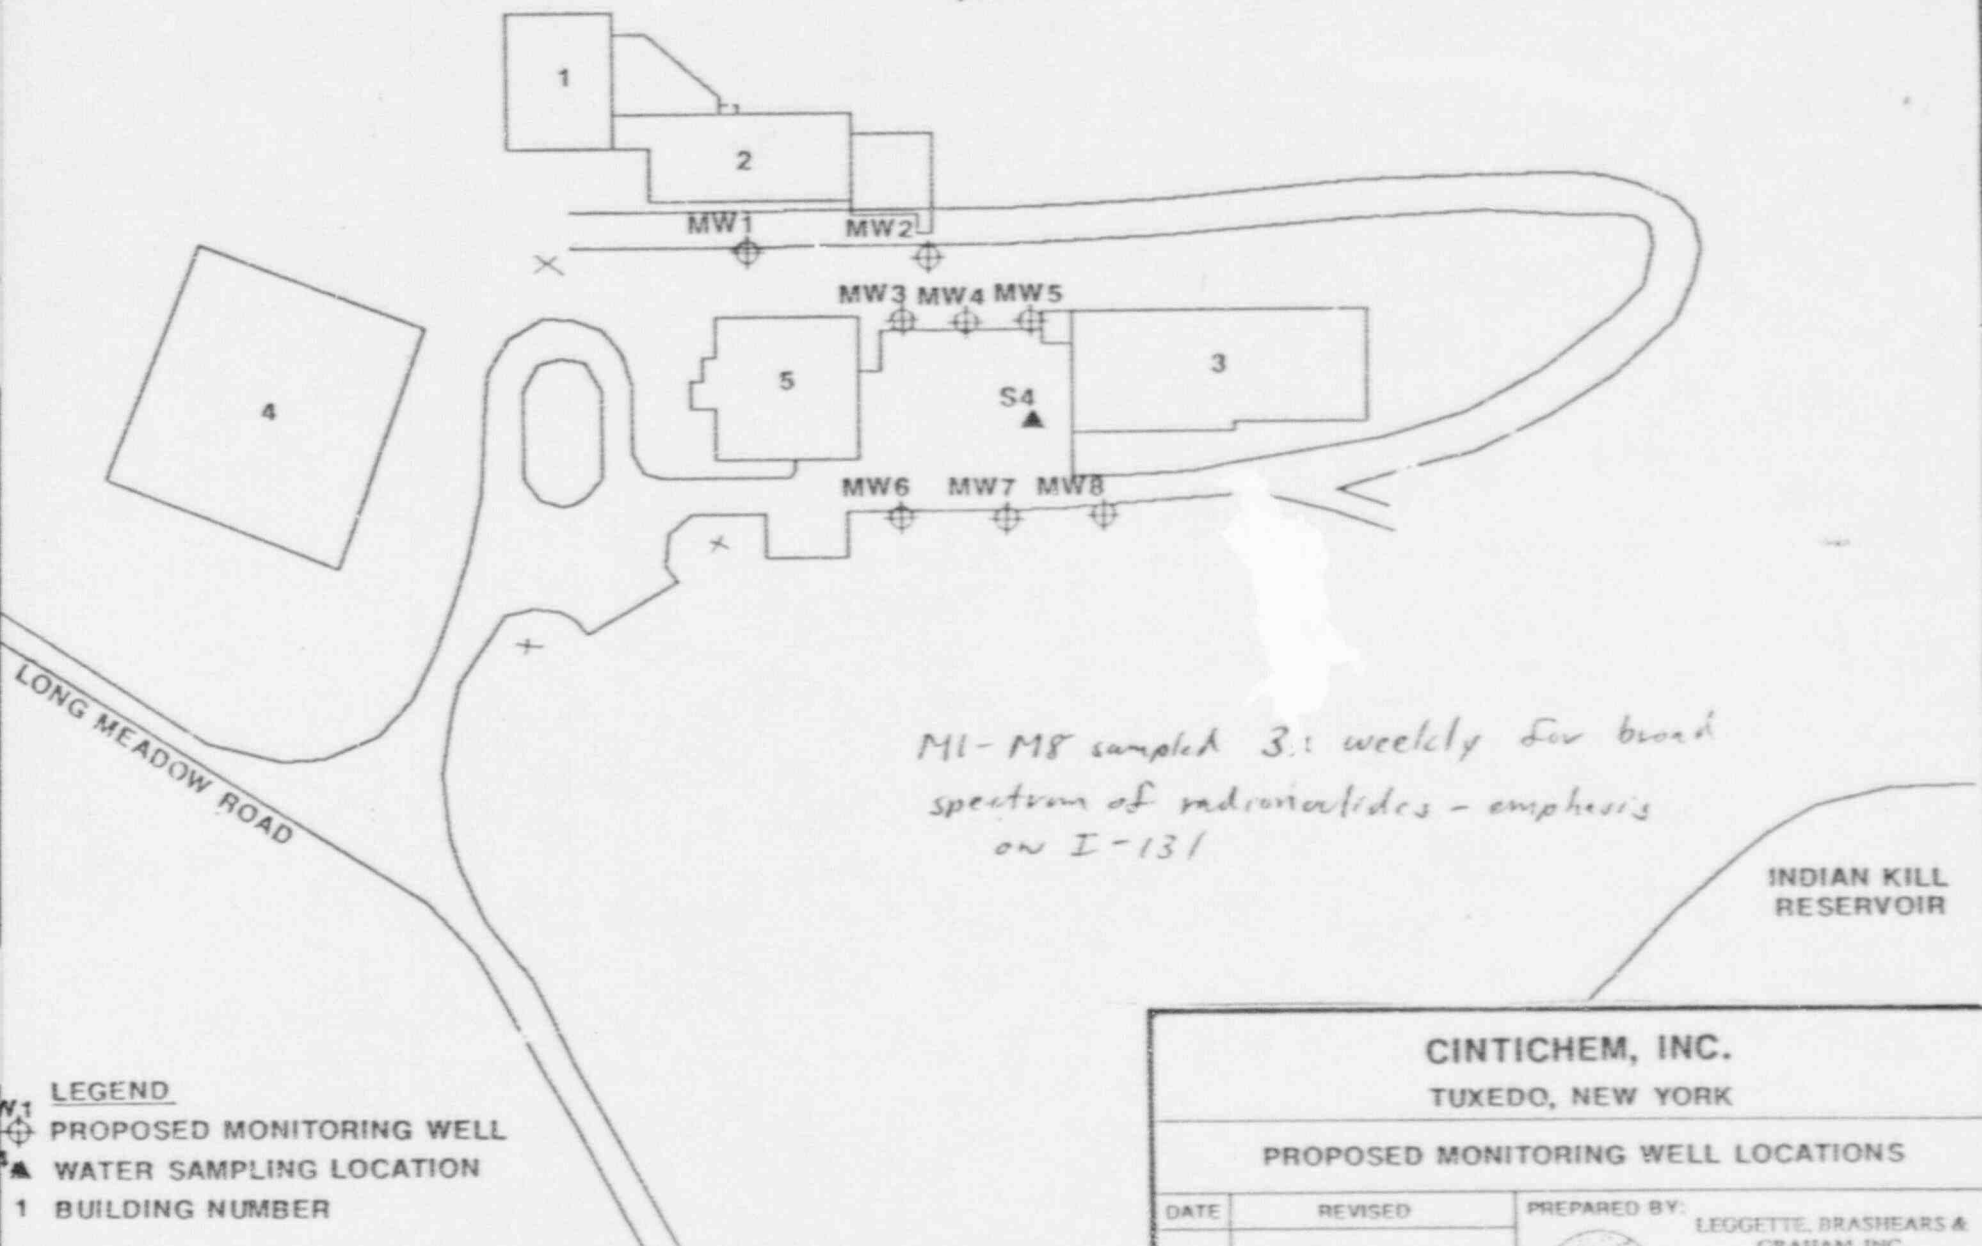 1
2
MW1
MW2
MW3 MW4 MW5
4
5
3
S4
MW6 MW7 MW8
LONG MEADOW ROAD
M1-M8 sampled 3 weekly for broad
spectrum of radionuclides - emphasis
on I-131
INDIAN KILL
RESERVOIR
LEGEND
PROPOSED MONITORING WELL
WATER SAMPLING LOCATION
1 BUILDING NUMBER
CINTICHEM, INC.
TUXEDO, NEW YORK
PROPOSED MONITORING WELL LOCATIONS
DATE
REVISED
PREPARED BY:
LEGGETTE, BRASHEARS &
GRAHAM, INC.